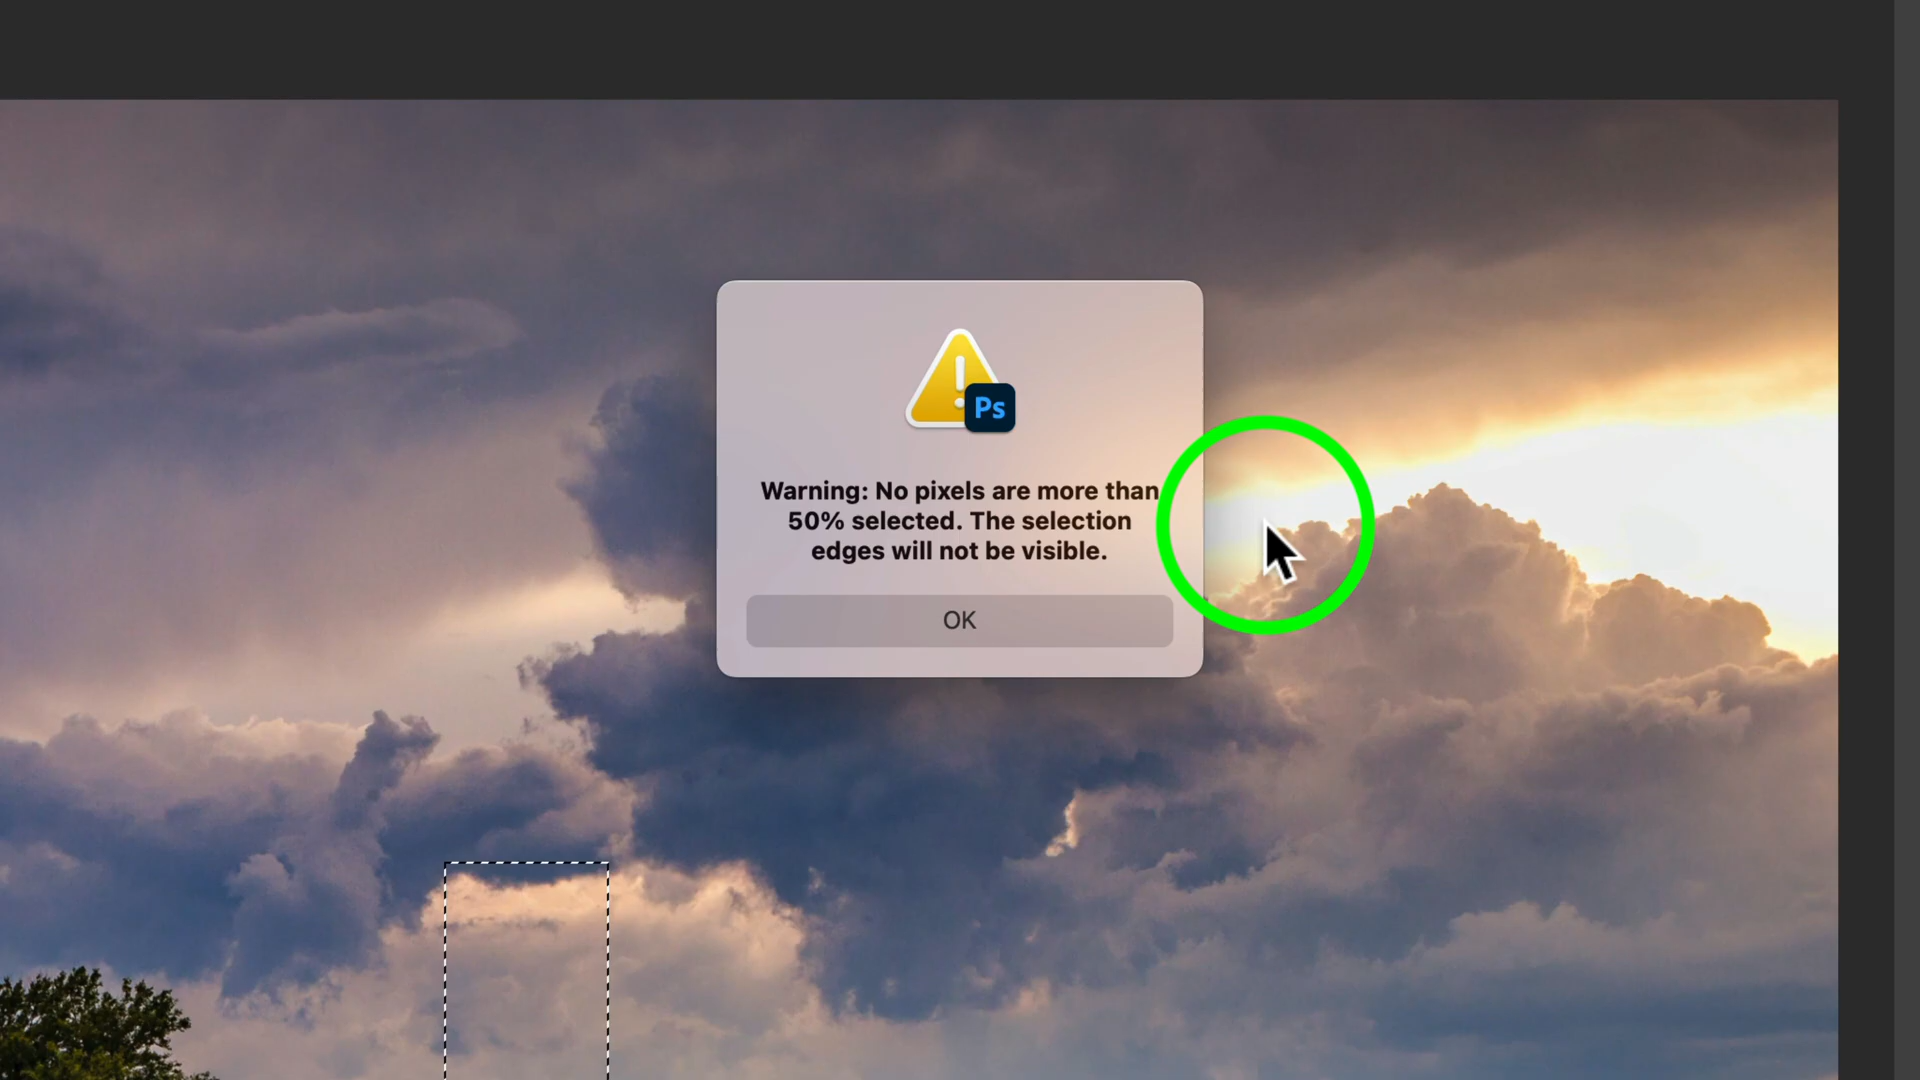 Ps
Warning: No pixels are more than
50% selected. The selection
edges will not be visible.
OK